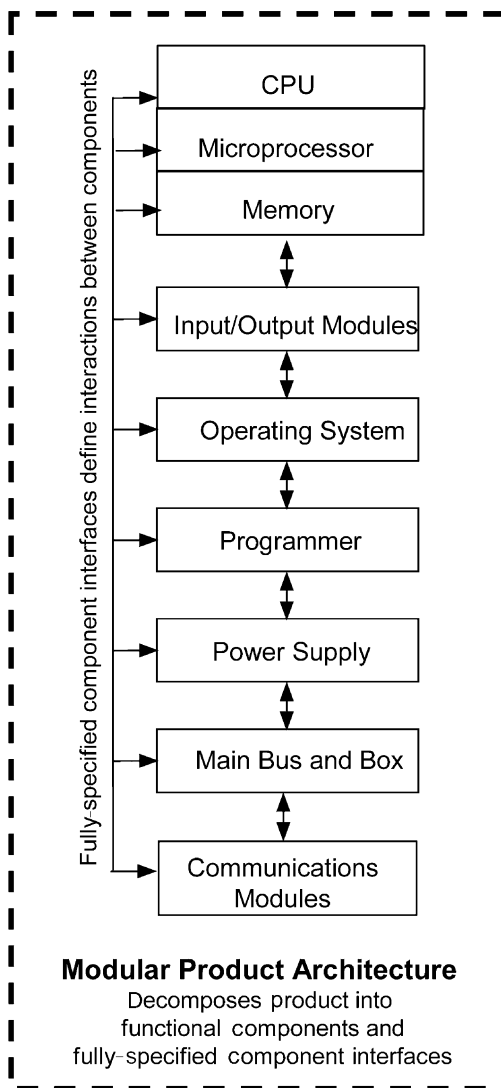 Fully-specified component interfaces define interactions between components
CPU
Microprocessor
Memory
Input/Output Modules
Operating System
Programmer
Power Supply
Main Bus and Box
Communications
Modules
Modular Product Architecture
Decomposes product into
functional components and
fully-specified component interfaces